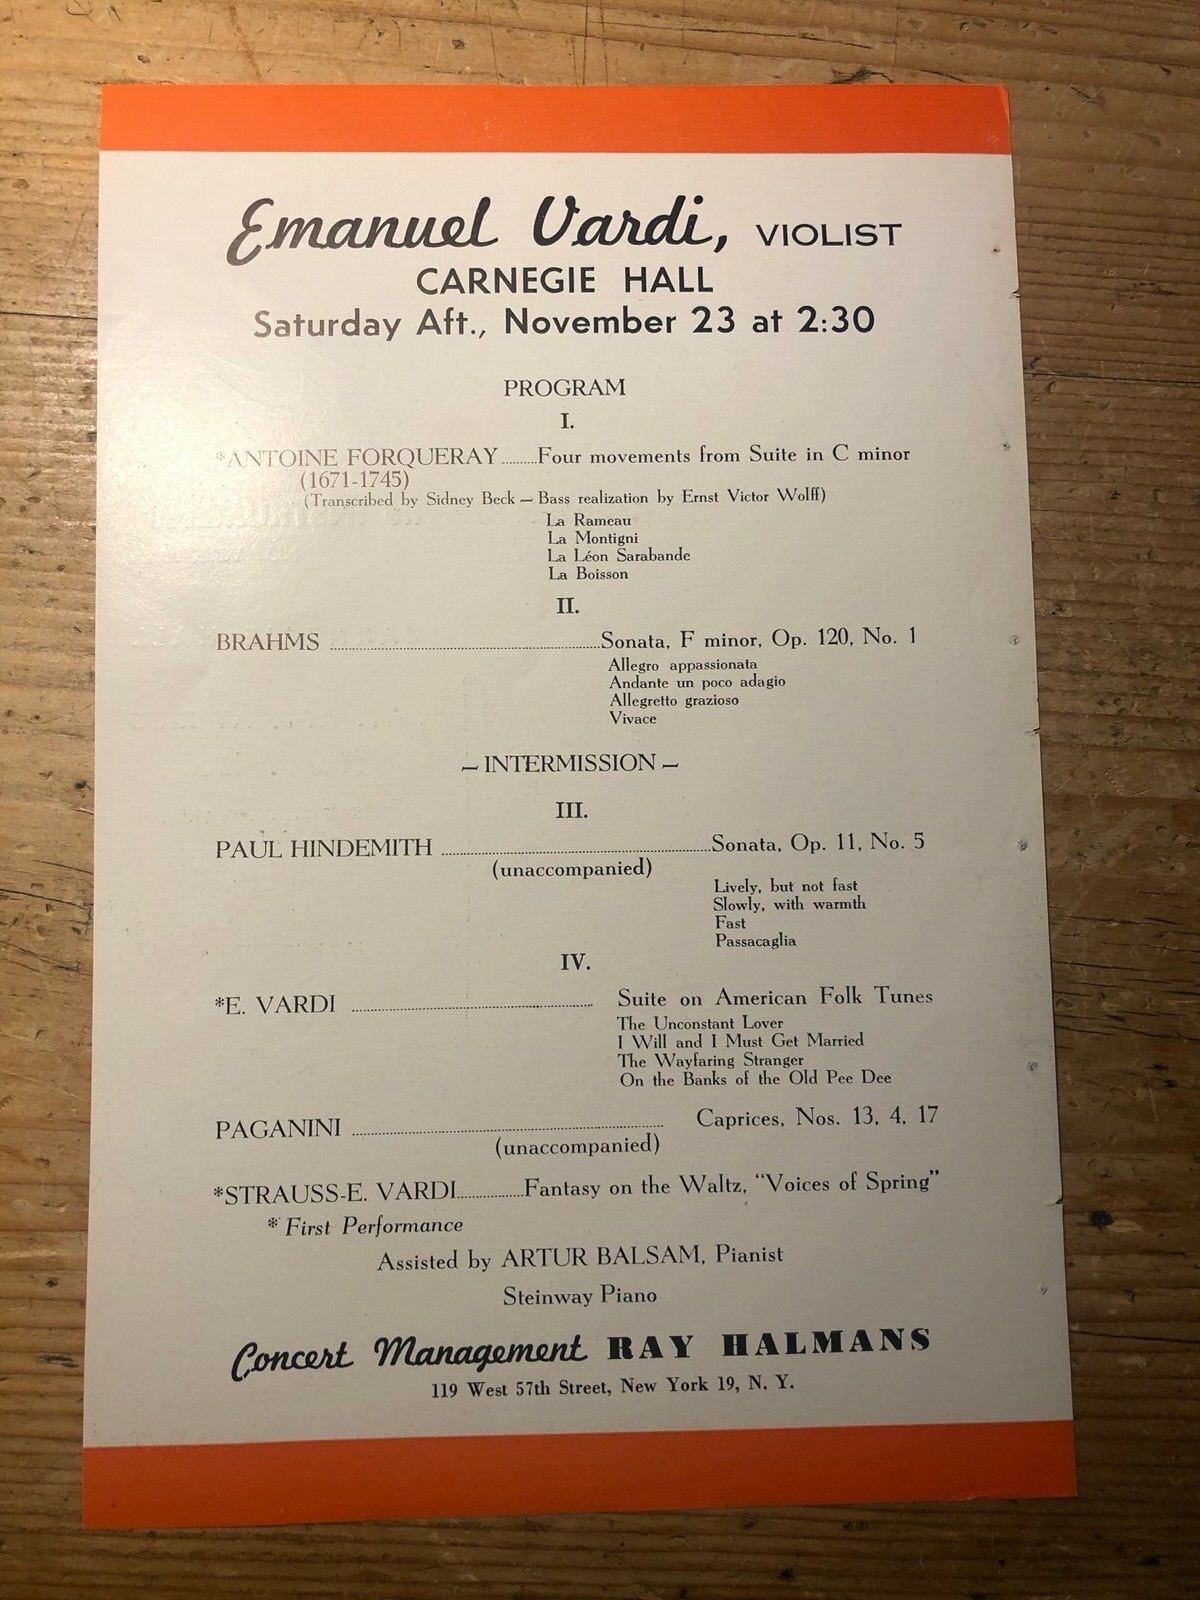 Emanuel Vardi, VIOLIST
CARNEGIE HALL
Saturday Aft., November 23 at 2:30
PROGRAM
I.
*ANTOINE FORQUERAY........Four movements from Suite in C minor
(1671-1745)
(Transcribed by Sidney Beck – Bass realization by Ernst Victor Wolff)
La Rameau
La Montigni
La Léon Sarabande
La Boisson
II.
BRAHMS ........Sonata, F minor, Op. 120, No. 1
Allegro appassionata
Andante un poco adagio
Allegretto grazioso
Vivace
– INTERMISSION –
III.
PAUL HINDEMITH ........Sonata, Op. 11, No. 5
(unaccompanied)
Lively, but not fast
Slowly, with warmth
Fast
Passacaglia
IV.
*E. VARDI ........ Suite on American Folk Tunes
The Unconstant Lover
I Will and I Must Get Married
The Wayfaring Stranger
On the Banks of the Old Pee Dee
PAGANINI ........ Caprices, Nos. 13, 4, 17
(unaccompanied)
*STRAUSS-E. VARDI........Fantasy on the Waltz, "Voices of Spring"
* First Performance
Assisted by ARTUR BALSAM, Pianist
Steinway Piano
Concert Management RAY HALMANS
119 West 57th Street, New York 19, N. Y.